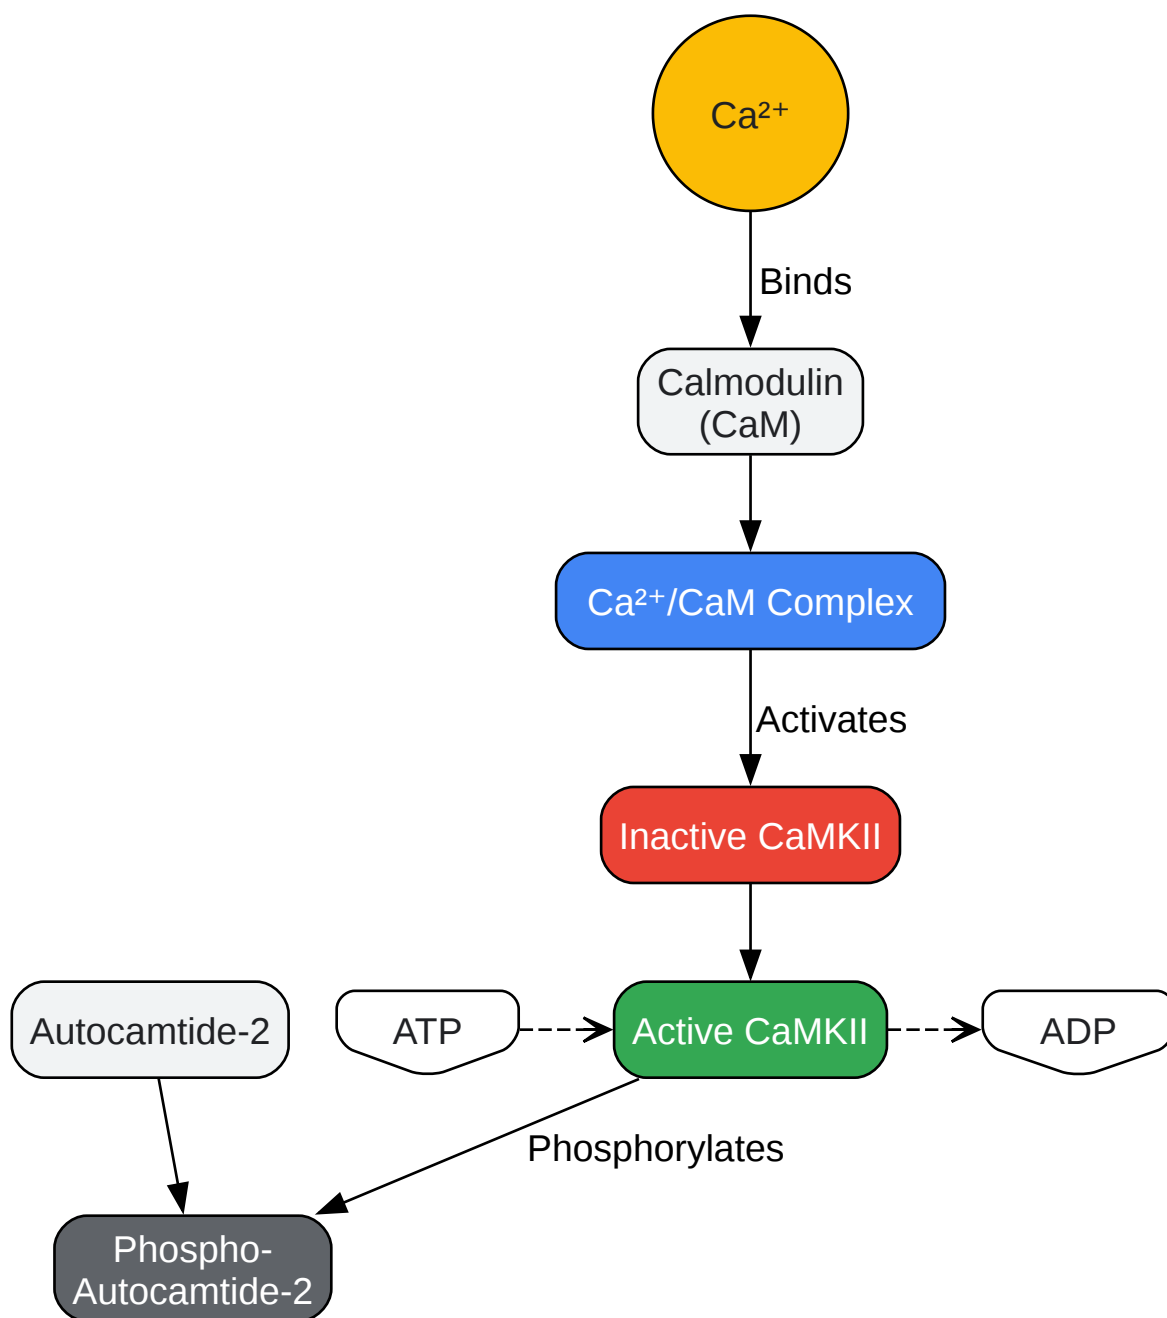 Ca²⁺
Binds
Calmodulin
(CaM)
Ca²⁺/CaM Complex
Activates
Inactive CaMKII
Autocamtide-2
ATP
Active CaMKII
ADP
Phosphorylates
Phospho-
Autocamtide-2